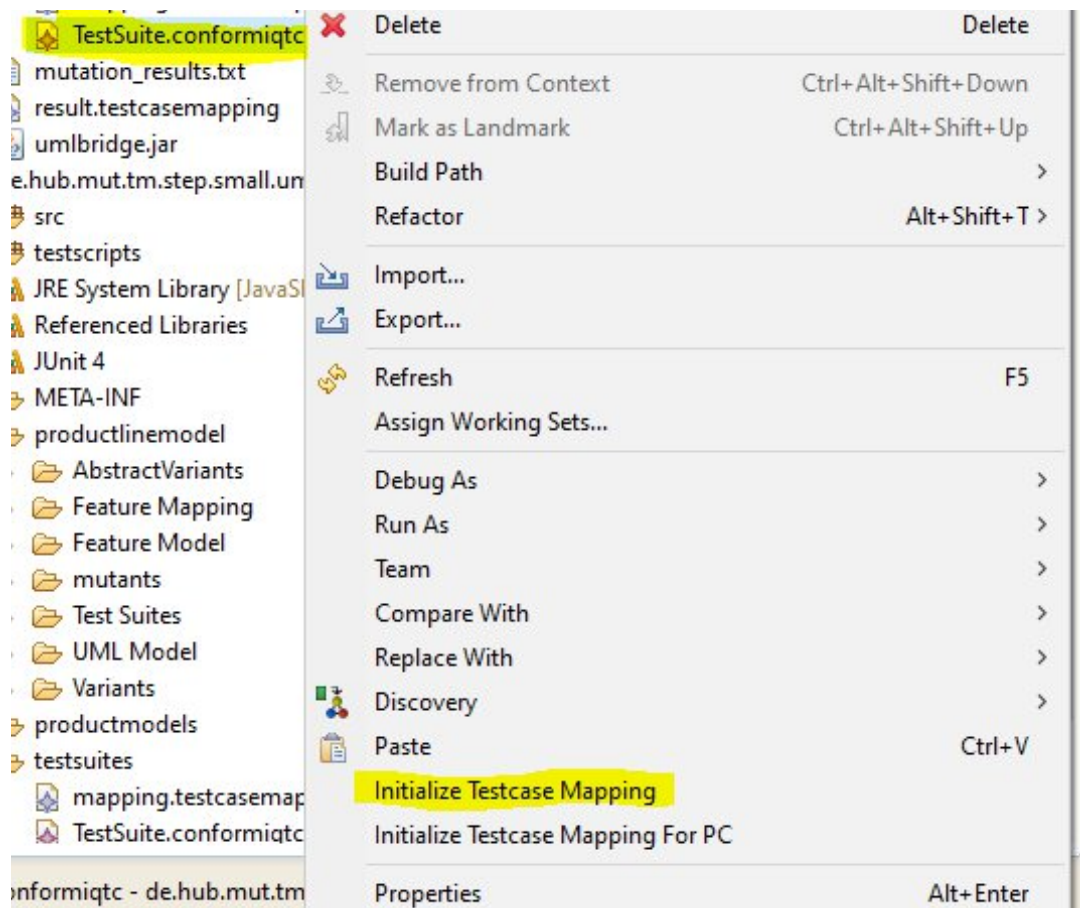 TestSuite.conformiqtc
mutation_results.txt
result.testcasemapping
umlbridge.jar
e.hub.mut.tm.step.small.um
src
testscripts
JRE System Library [JavaS
Referenced Libraries
JUnit 4
META-INF
productlinemodel
AbstractVariants
Feature Mapping
Feature Model
mutants
Test Suites
UML Model
Variants
productmodels
testsuites
mapping.testcasemap
TestSuite.conformiqtc
onformiqtc - de.hub.mut.tm
Delete Delete
Remove from Context Ctrl+Alt+Shift+Down
Mark as Landmark Ctrl+Alt+Shift+Up
Build Path >
Refactor Alt+Shift+T >
Import...
Export...
Refresh F5
Assign Working Sets...
Debug As >
Run As >
Team >
Compare With >
Replace With >
Discovery >
Paste Ctrl+V
Initialize Testcase Mapping
Initialize Testcase Mapping For PC
Properties Alt+Enter